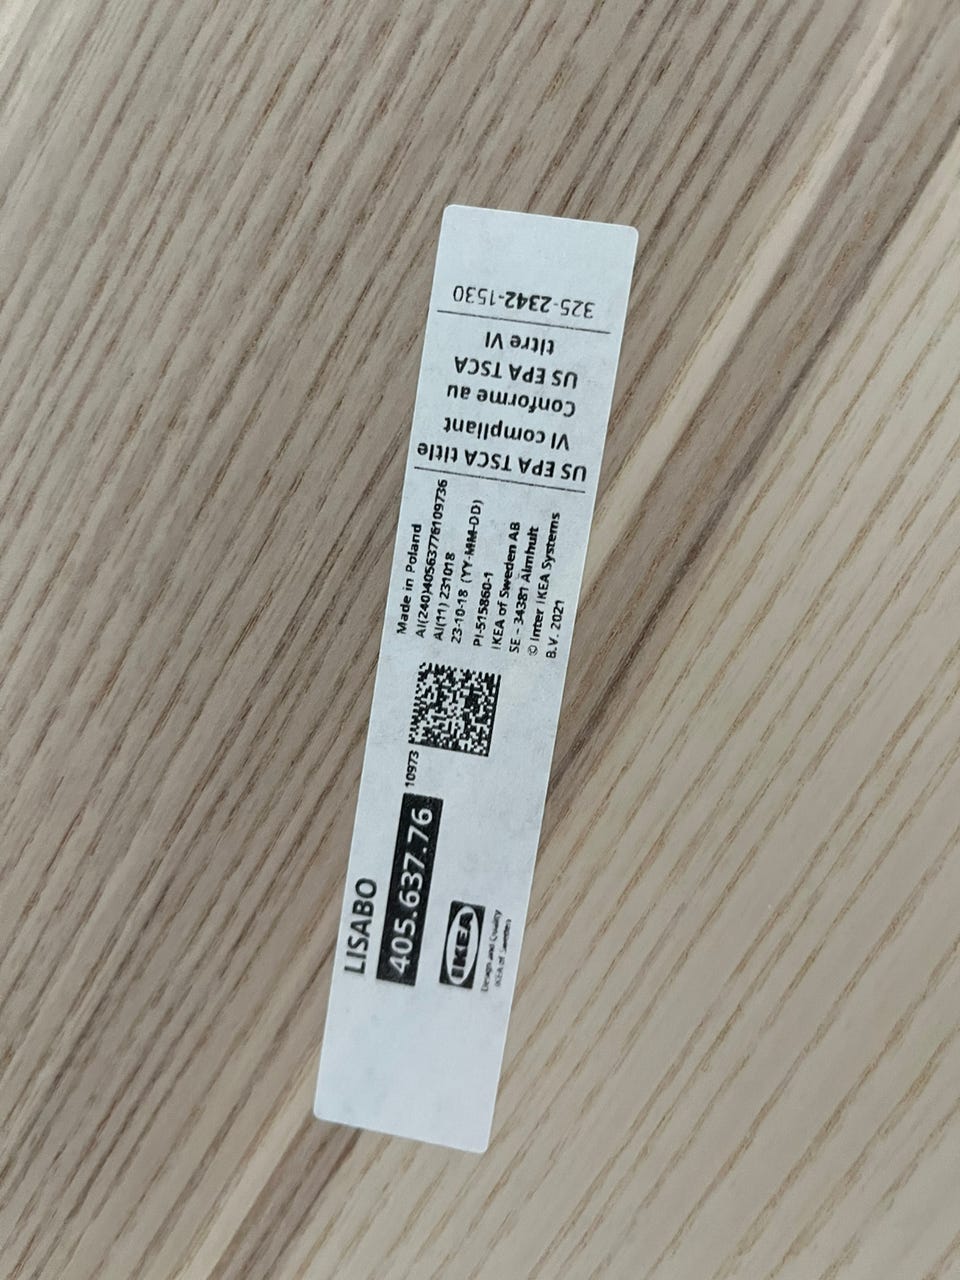 LISABO
405.637.76
10973
IKEA
Design and Quality
IKEA of Sweden
Made in Poland
AI(240)40563776109736
AI(11) 231018
23-10-18 (YY-MM-DD)
PI-515860-1
IKEA of Sweden AB
SE - 34381 Älmhult
© Inter IKEA Systems
B.V. 2021
US EPA TSCA title
VI compliant
Conforme au
US EPA TSCA
titre VI
325-2342-1530